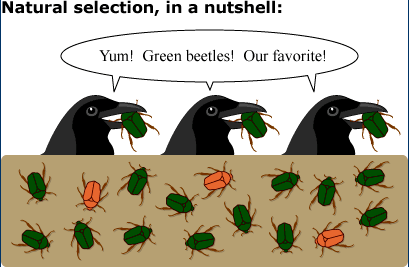 Natural selection, in a nutshell:
Yum!  Green beetles!  Our favorite!